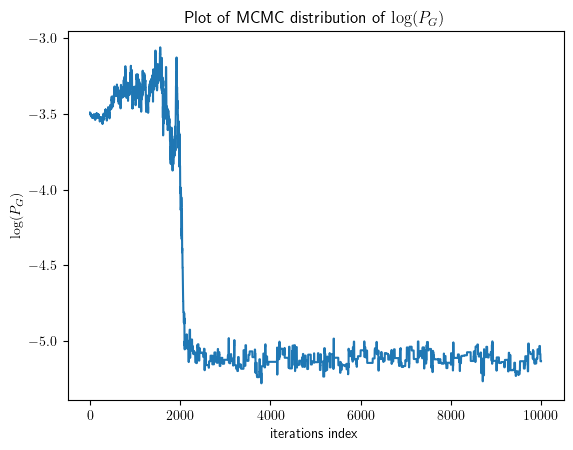 Plot of MCMC distribution of log(P_G)
−3.0
−3.5
−4.0
−4.5
−5.0
log(P_G)
0 2000 4000 6000 8000 10000
iterations index